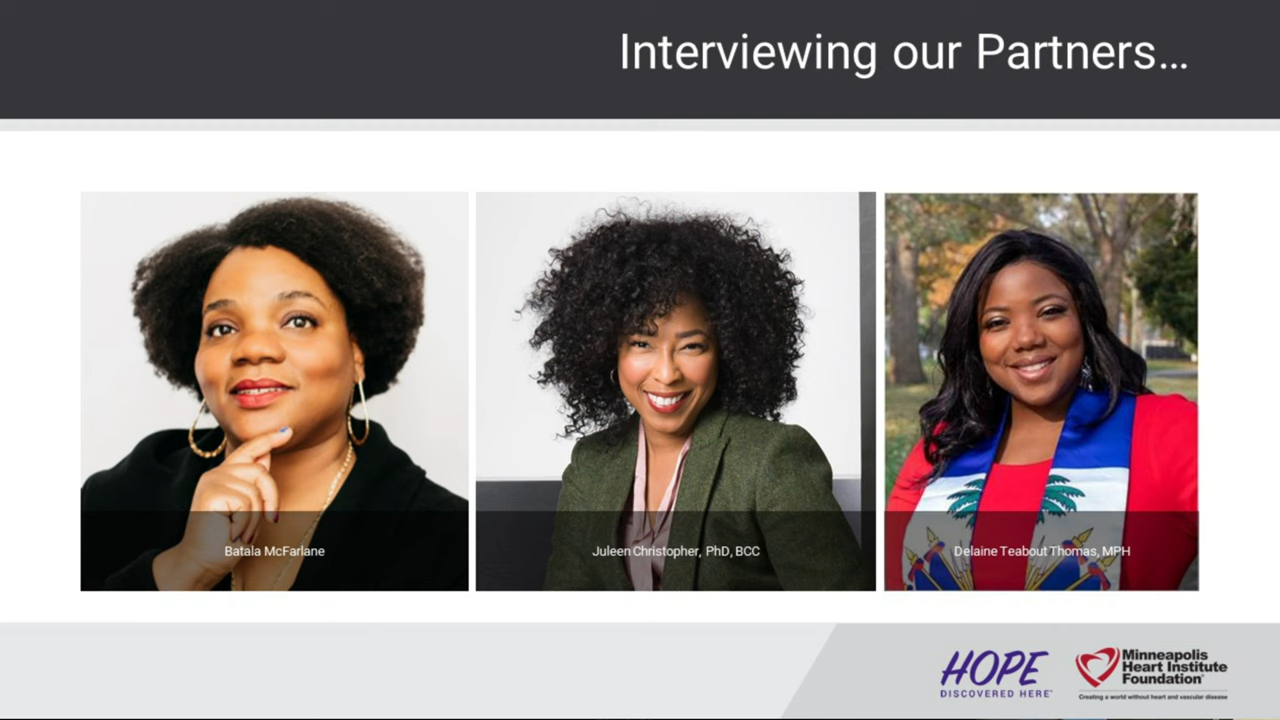 Interviewing our Partners...
Batala McFarlane
Juleen Christopher, PhD, BCC
Delaine Teabout Thomas, MPH
HOPE
DISCOVERED HERE™
Minneapolis
Heart Institute
Foundation®
Creating a world without heart and vascular disease